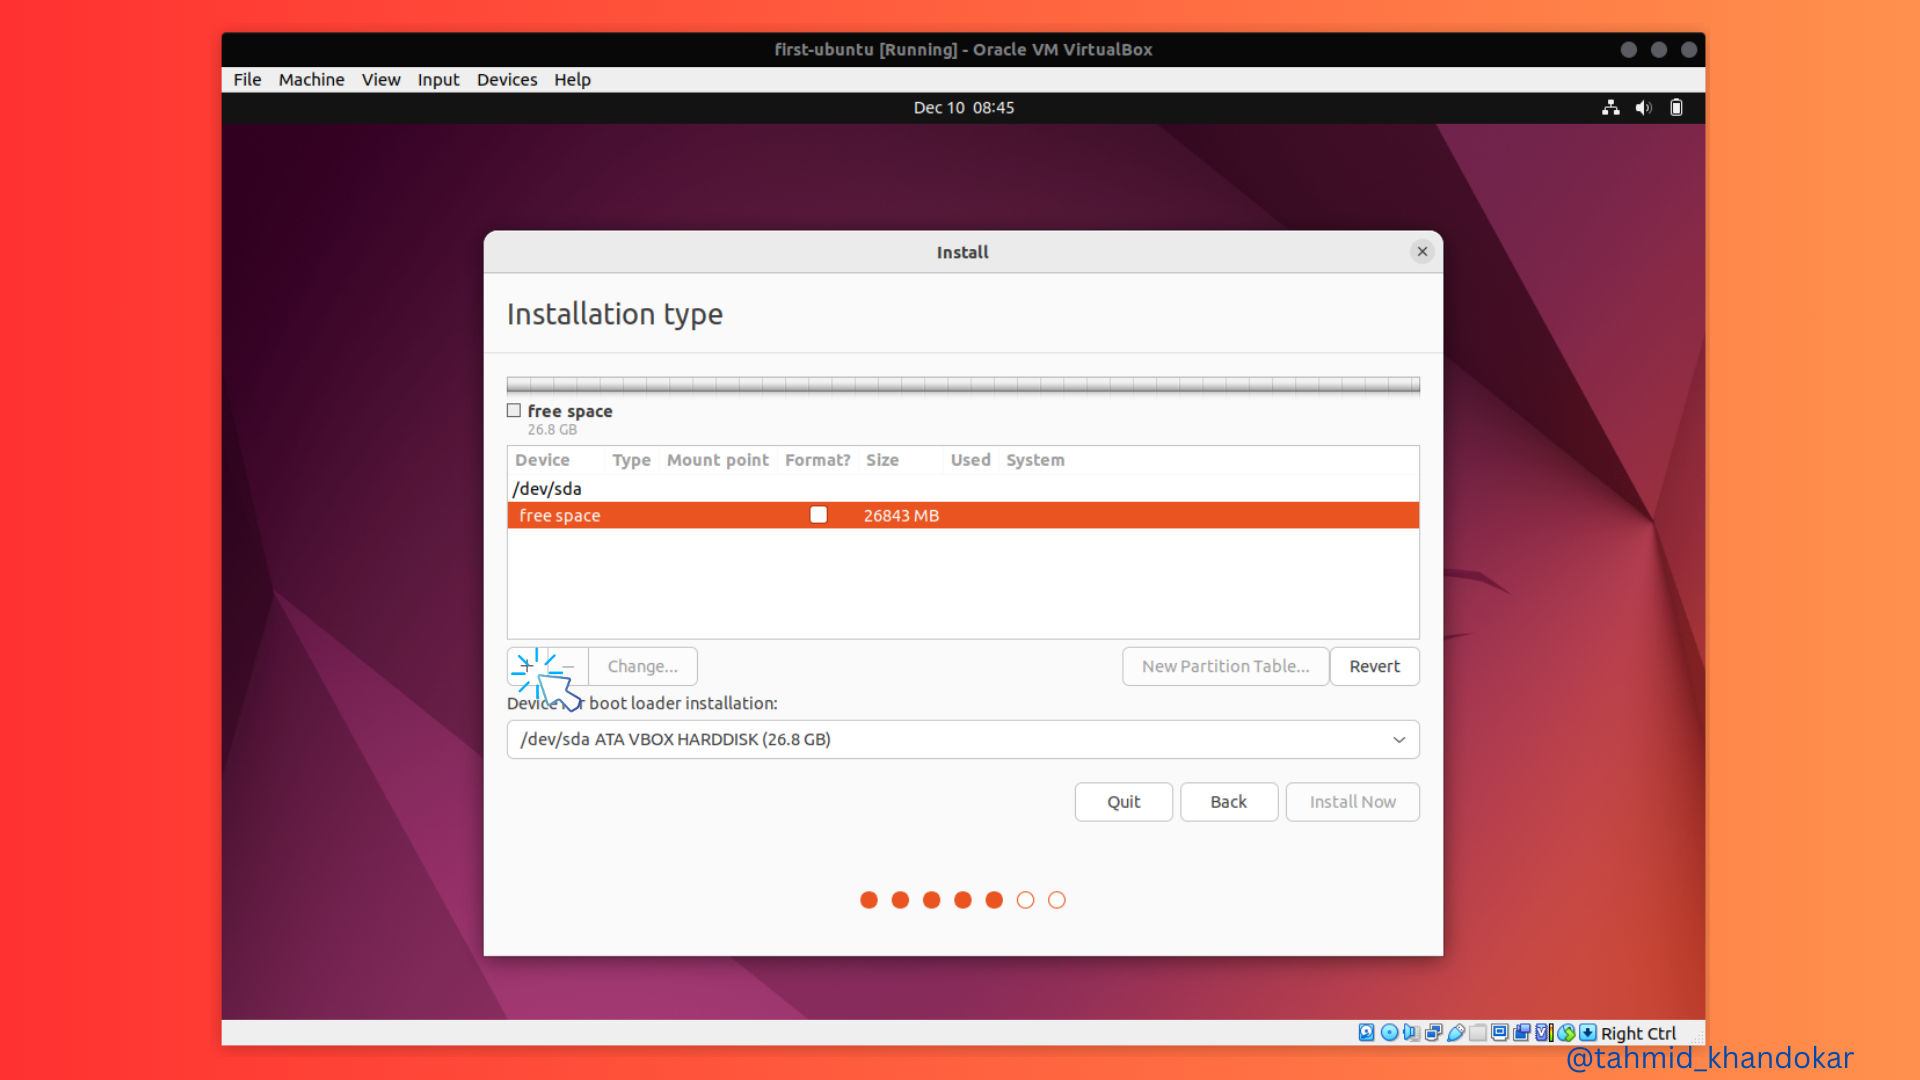 first-ubuntu [Running] - Oracle VM VirtualBox
File Machine View Input Devices Help
Dec 10 08:45
Install
Installation type
free space
26.8 GB
Device Type Mount point Format? Size Used System
/dev/sda
free space 26843 MB
+ − Change... New Partition Table... Revert
Device for boot loader installation:
/dev/sda ATA VBOX HARDDISK (26.8 GB)
Quit Back Install Now
Right Ctrl
@tahmid_khandokar